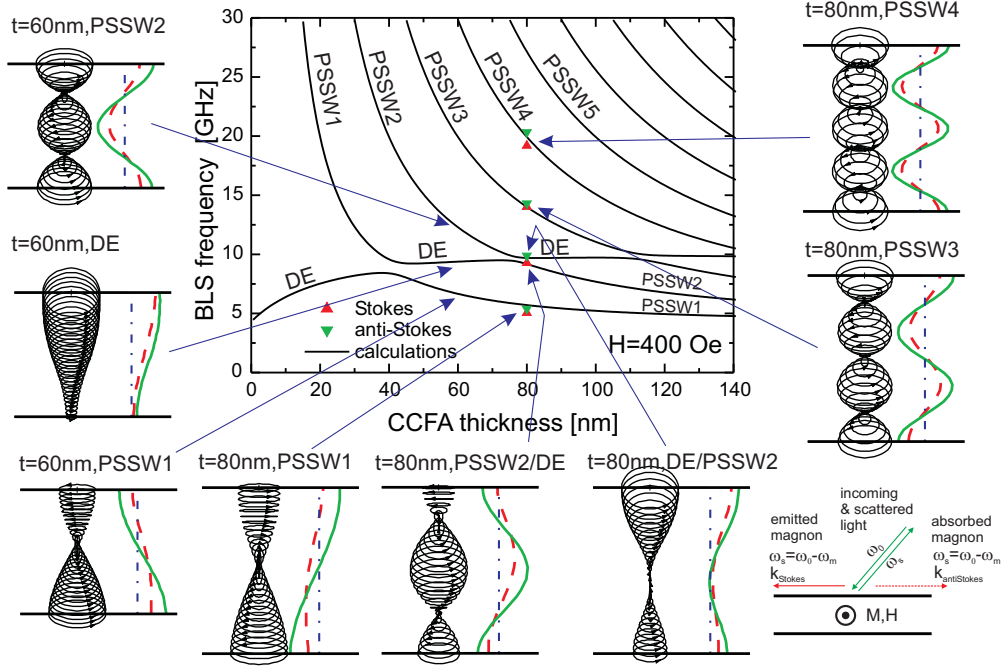 t=60nm,PSSW2
t=80nm,PSSW4
30
25
20
15
10
5
0
BLS frequency [GHz]
PSSW1
PSSW2
PSSW3
PSSW4
PSSW5
DE
DE
DE
PSSW2
PSSW1
Stokes
anti-Stokes
calculations
H=400 Oe
0 20 40 60 80 100 120 140
CCFA thickness [nm]
t=60nm,DE
t=80nm,PSSW3
t=60nm,PSSW1
t=80nm,PSSW1
t=80nm,PSSW2/DE
t=80nm,DE/PSSW2
incoming
& scattered
light
emitted
magnon
ωs=ω0-ωm
kStokes
ω0
ωs
absorbed
magnon
ωs=ω0-ωm
kantiStokes
M,H